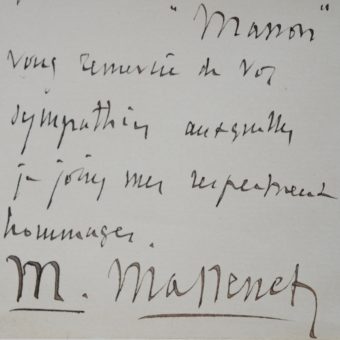 "Manon"
vous remercie de vos
sympathies auxquelles
je joins mes respectueux
hommages.
M. Massenet